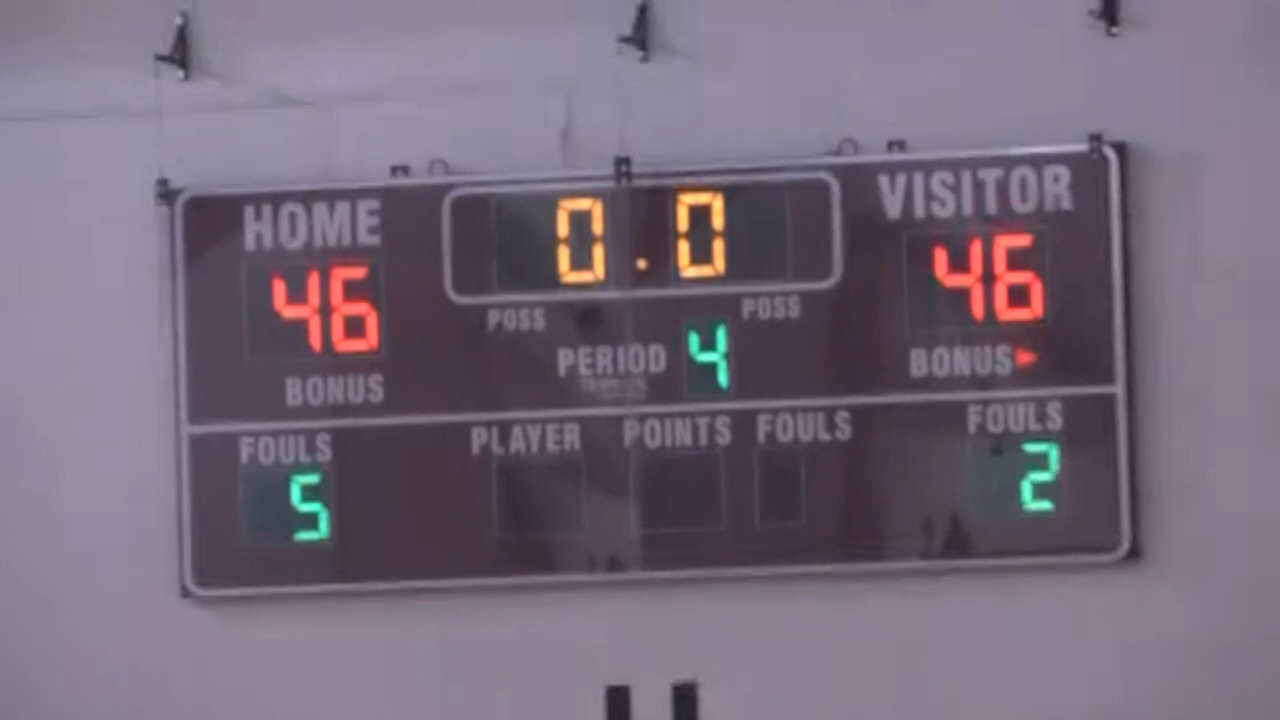 HOME
46
BONUS
0.0
POSS
POSS
PERIOD 4
VISITOR
46
BONUS
FOULS
5
PLAYER
POINTS
FOULS
FOULS
2